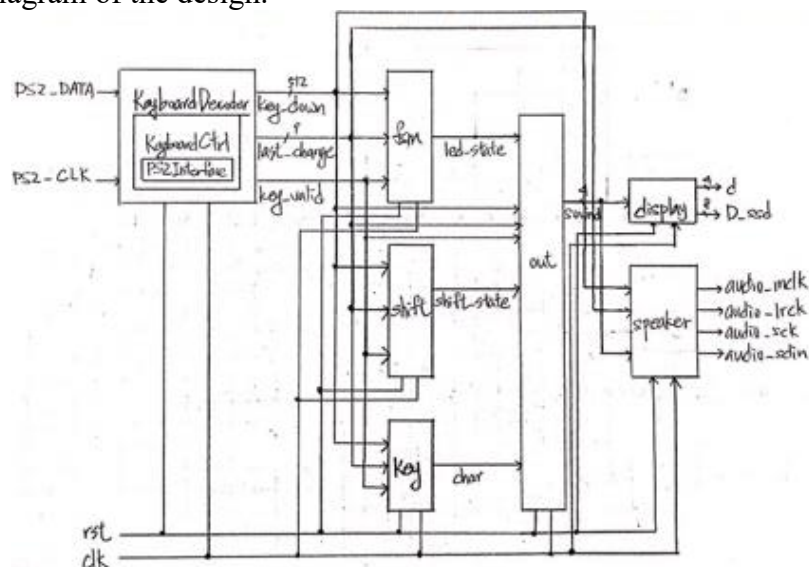 diagram of the design.
PS2_DATA
PS2_CLK
KeyboardDecoder
KeyboardCtrl
PS2Interface
512
key_down
9
last_change
key_valid
fsm
led_state
shift
shift_state
key
char
out
4
sound
display
4
d
8
D_ssd
speaker
audio_mclk
audio_lrck
audio_sck
audio_sdin
rst
clk